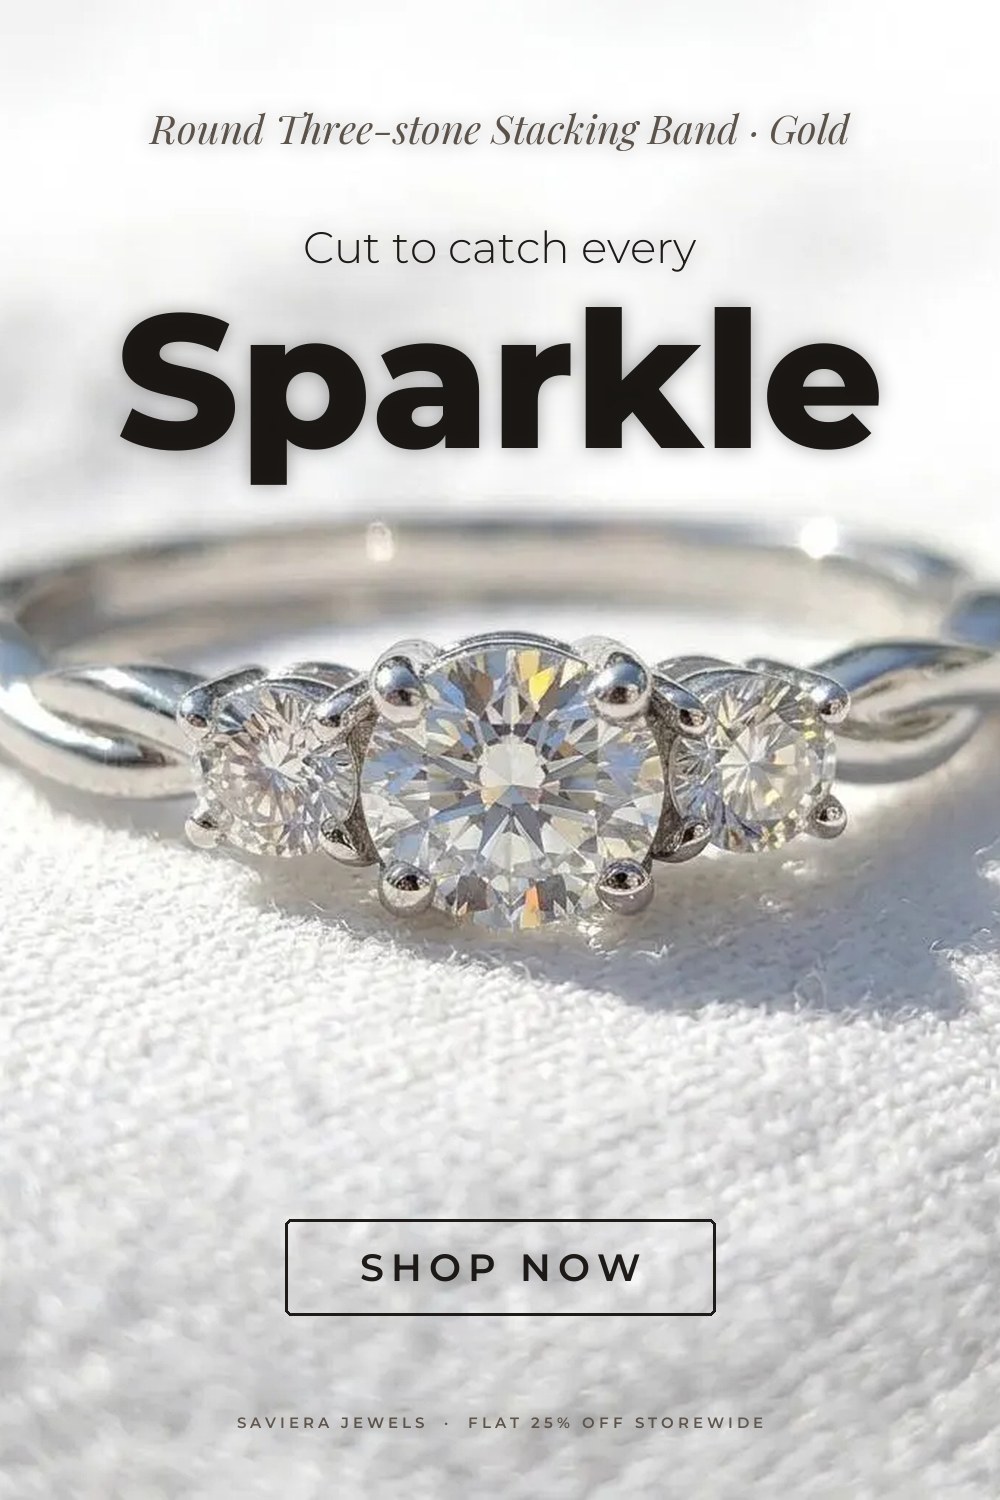 Round Three-stone Stacking Band · Gold
Cut to catch every
Sparkle
SHOP NOW
SAVIERA JEWELS · FLAT 25% OFF STOREWIDE